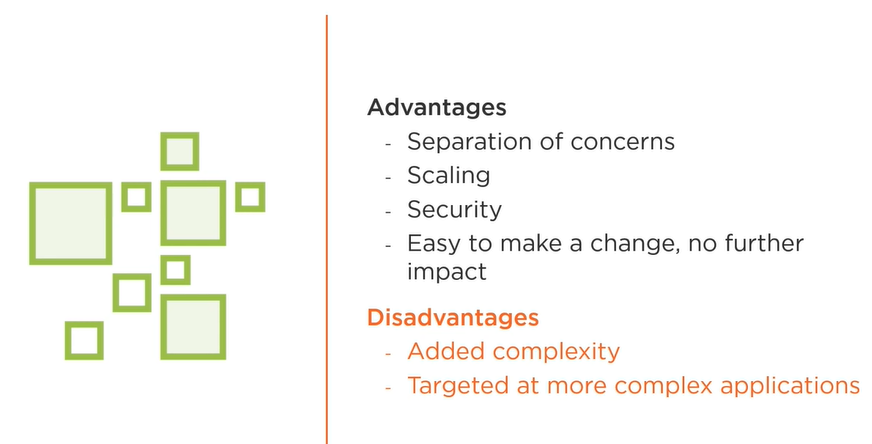 Advantages
- Separation of concerns
- Scaling
- Security
- Easy to make a change, no further
impact
Disadvantages
- Added complexity
- Targeted at more complex applications